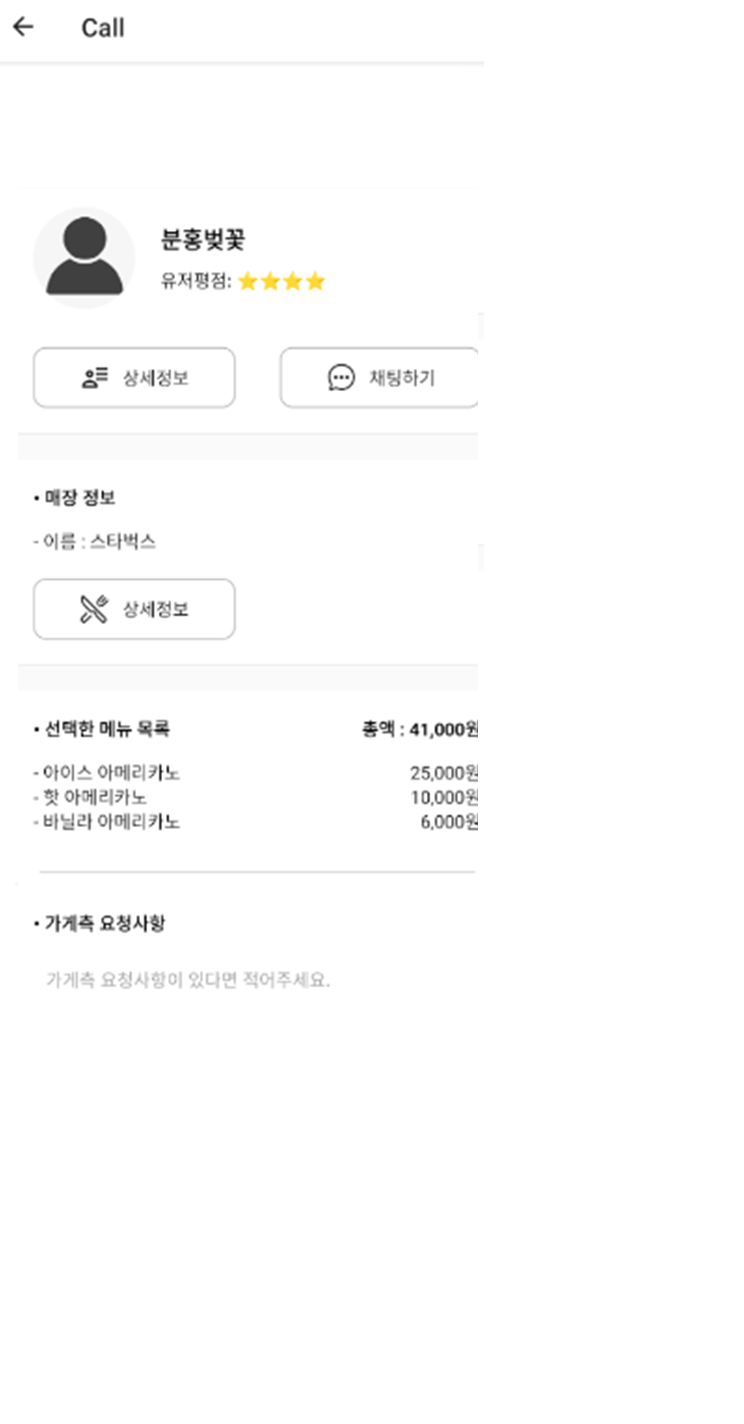 Call
분홍벚꽃
유저평점: ⭐⭐⭐⭐
상세정보
채팅하기
• 매장 정보
- 이름 : 스타벅스
상세정보
• 선택한 메뉴 목록 총액 : 41,000원
- 아이스 아메리카노 25,000원
- 핫 아메리카노 10,000원
- 바닐라 아메리카노 6,000원
• 가게측 요청사항
가게측 요청사항이 있다면 적어주세요.